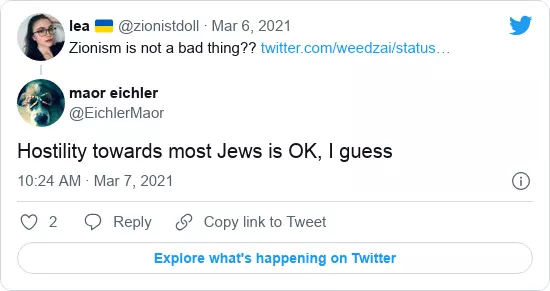 lea 🇺🇦 @zionistdoll · Mar 6, 2021
Zionism is not a bad thing?? twitter.com/weedzai/status…
maor eichler
@EichlerMaor
Hostility towards most Jews is OK, I guess
10:24 AM · Mar 7, 2021
2 Reply Copy link to Tweet
Explore what's happening on Twitter